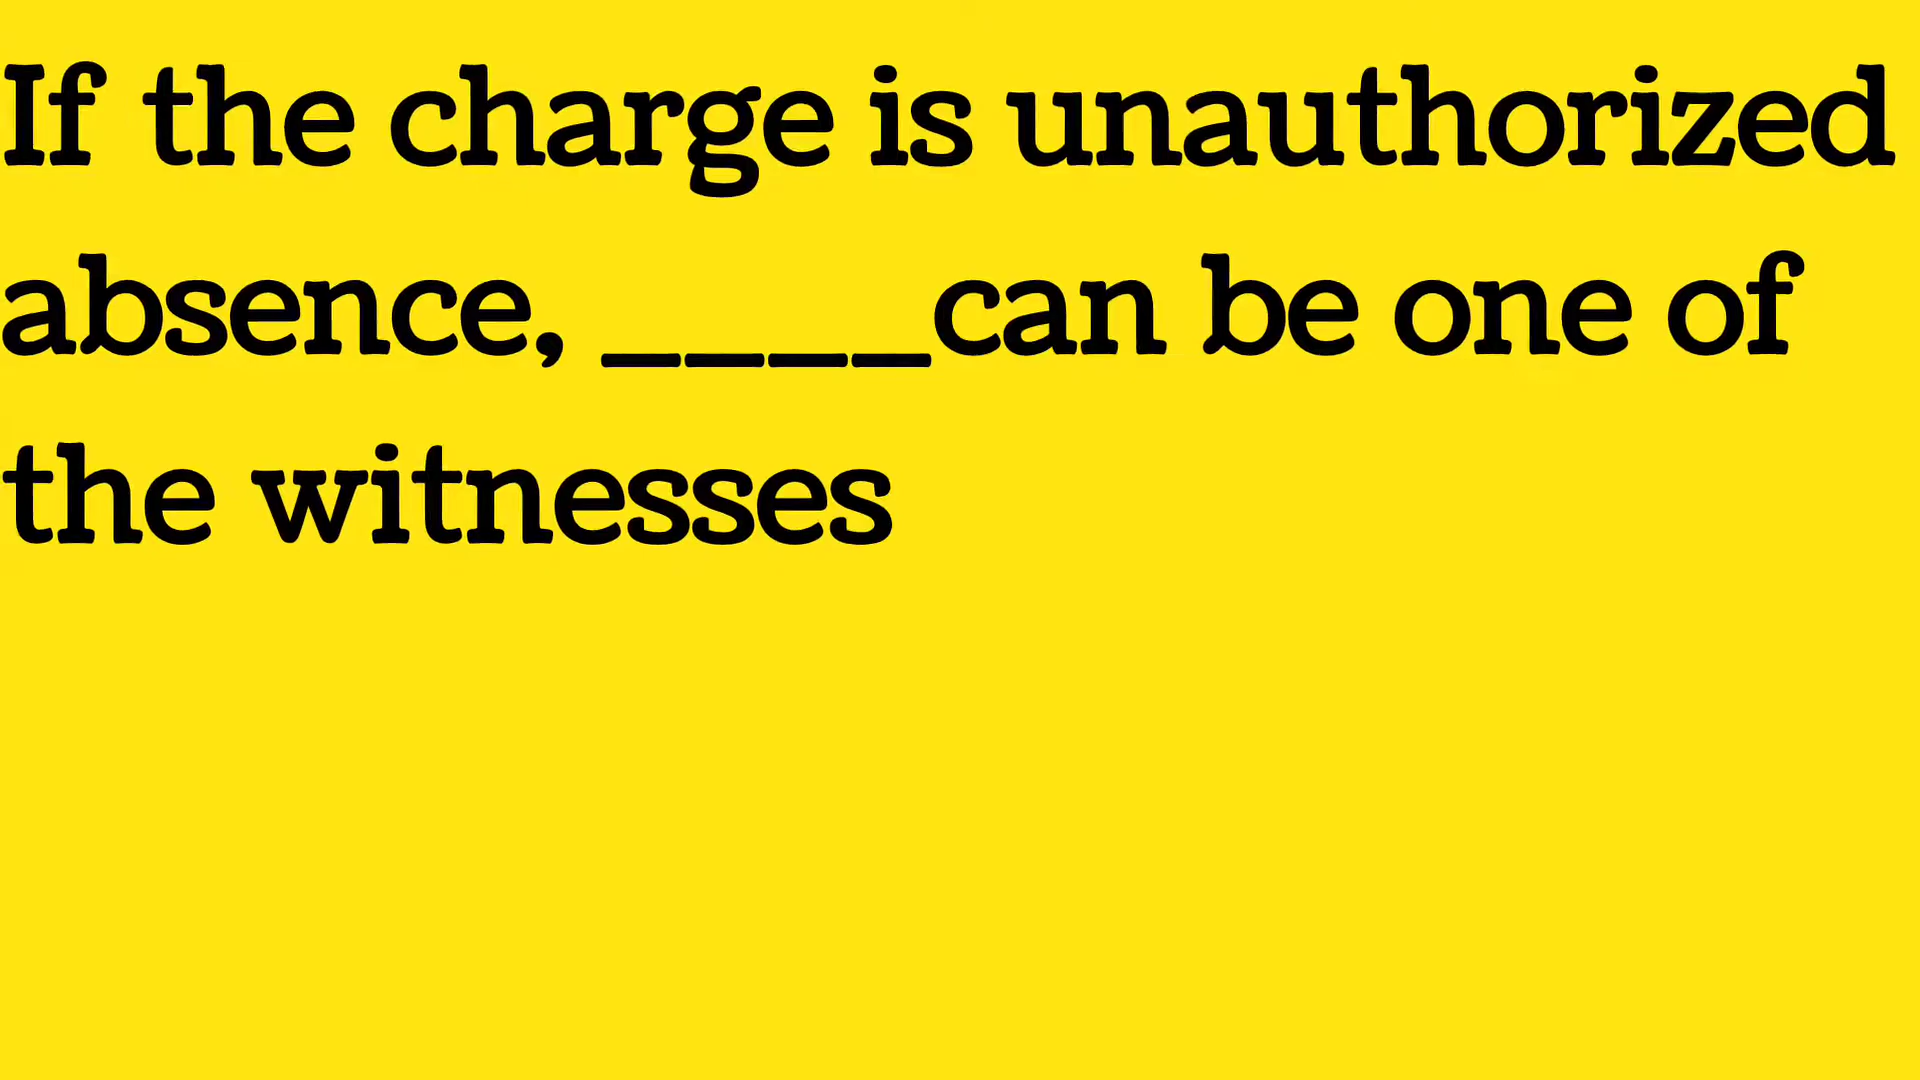 If the charge is unauthorized
absence, ____can be one of
the witnesses